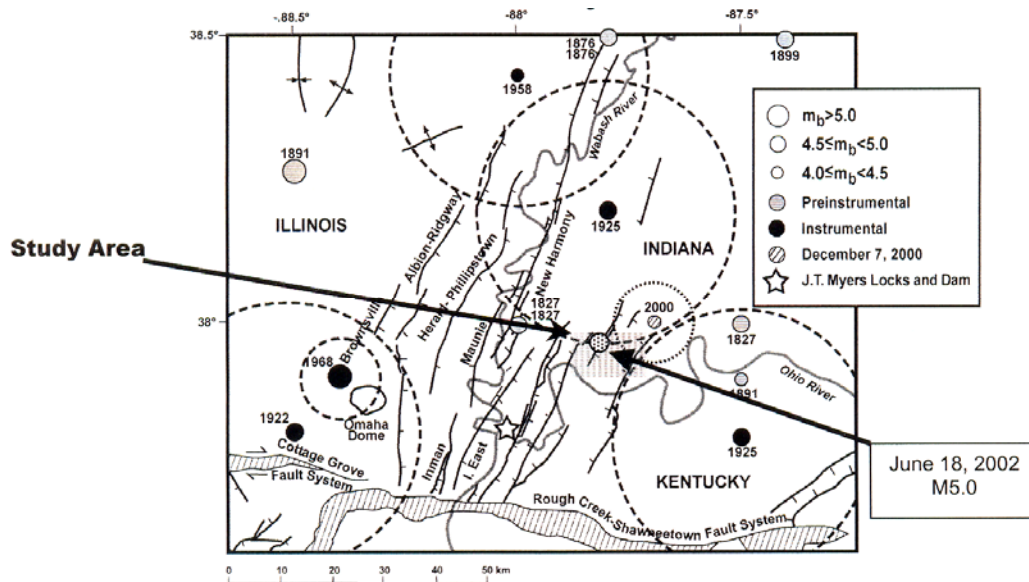 -.88.5°
-88°
-87.5°
38.5°
1876
1876
1899
1958
Wabash River
1891
ILLINOIS
1925
INDIANA
Albion-Ridgway
Herald-Phillipstown
New Harmony
Study Area
mb>5.0
4.5≤mb<5.0
4.0≤mb<4.5
Preinstrumental
Instrumental
December 7, 2000
J.T. Myers Locks and Dam
38°
1827
1827
2000
1827
Brownsville
Maunie
1968
1891
Ohio River
Omaha
Dome
1922
1925
Inman
I. East
Cottage Grove
Fault System
KENTUCKY
Rough Creek-Shawneetown Fault System
June 18, 2002
M5.0
0 10 20 30 40 50 km